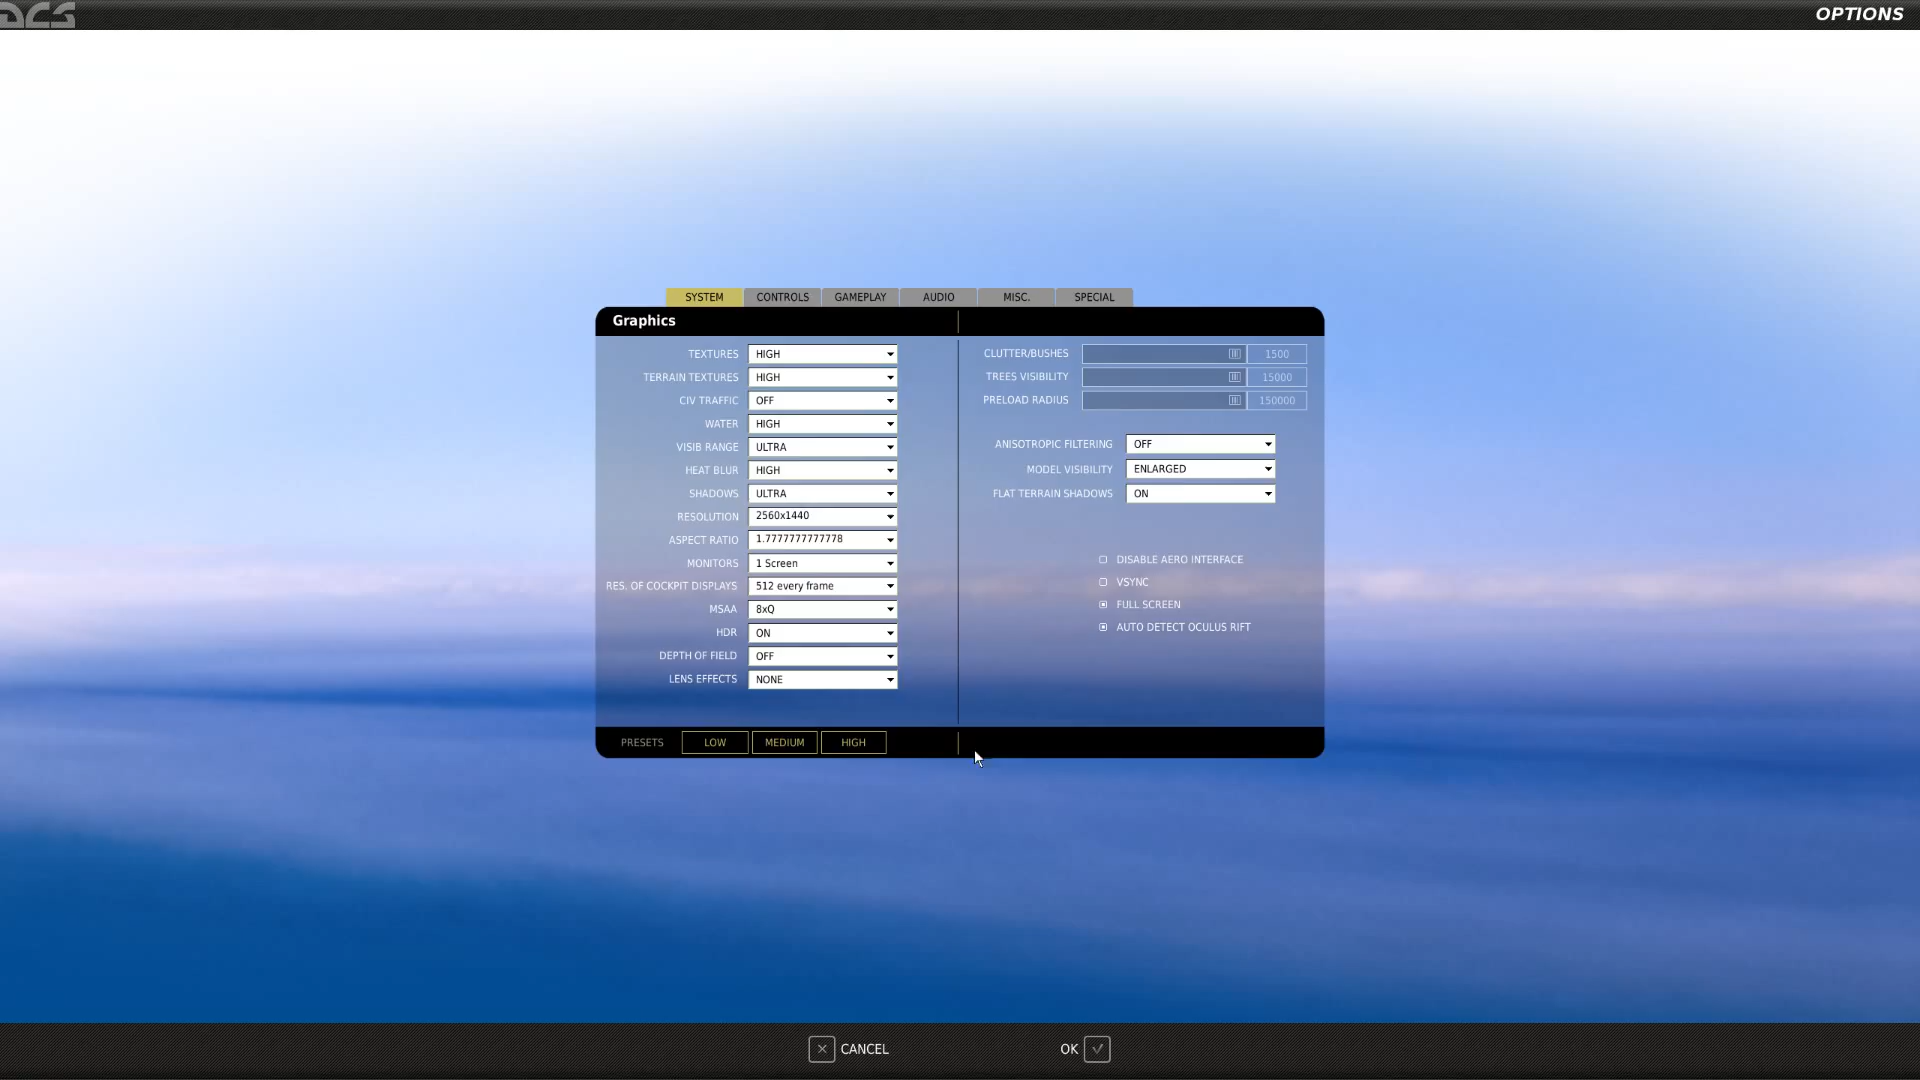 DCS
OPTIONS
SYSTEM CONTROLS GAMEPLAY AUDIO MISC. SPECIAL
Graphics
TEXTURES HIGH
TERRAIN TEXTURES HIGH
CIV TRAFFIC OFF
WATER HIGH
VISIB RANGE ULTRA
HEAT BLUR HIGH
SHADOWS ULTRA
RESOLUTION 2560x1440
ASPECT RATIO 1.7777777777778
MONITORS 1 Screen
RES. OF COCKPIT DISPLAYS 512 every frame
MSAA 8xQ
HDR ON
DEPTH OF FIELD OFF
LENS EFFECTS NONE
CLUTTER/BUSHES 1500
TREES VISIBILITY 15000
PRELOAD RADIUS 150000
ANISOTROPIC FILTERING OFF
MODEL VISIBILITY ENLARGED
FLAT TERRAIN SHADOWS ON
DISABLE AERO INTERFACE
VSYNC
FULL SCREEN
AUTO DETECT OCULUS RIFT
PRESETS LOW MEDIUM HIGH
CANCEL OK